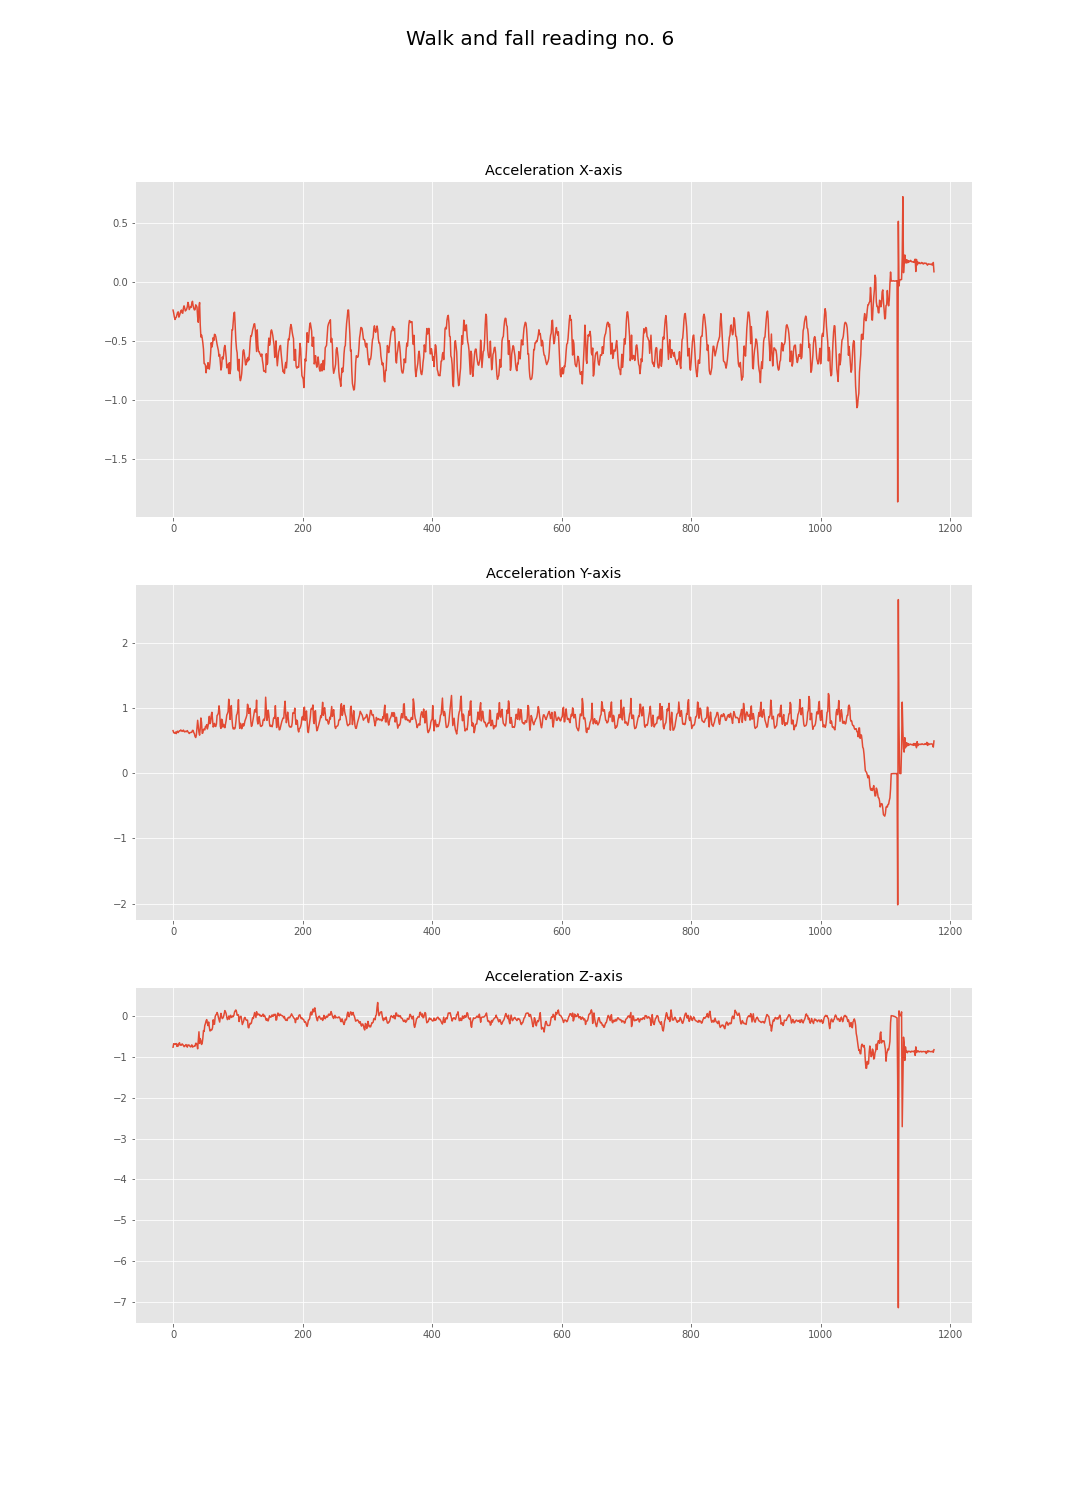 Walk and fall reading no. 6
Acceleration X-axis
0.5
0.0
−0.5
−1.0
−1.5
0 200 400 600 800 1000 1200
Acceleration Y-axis
2
1
0
−1
−2
0 200 400 600 800 1000 1200
Acceleration Z-axis
0
−1
−2
−3
−4
−5
−6
−7
0 200 400 600 800 1000 1200